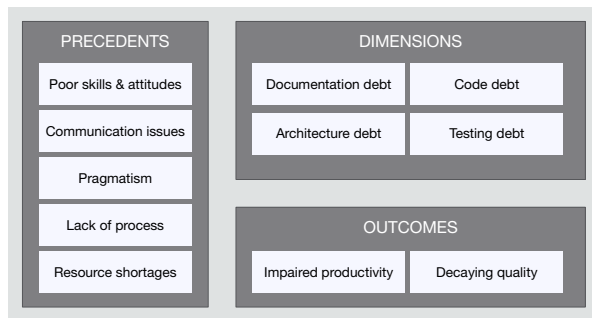 PRECEDENTS
Poor skills & attitudes
Communication issues
Pragmatism
Lack of process
Resource shortages
DIMENSIONS
Documentation debt
Code debt
Architecture debt
Testing debt
OUTCOMES
Impaired productivity
Decaying quality